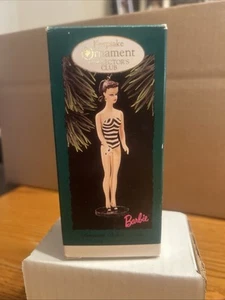 Keepsake
Ornament
COLLECTOR'S
CLUB
Barbie